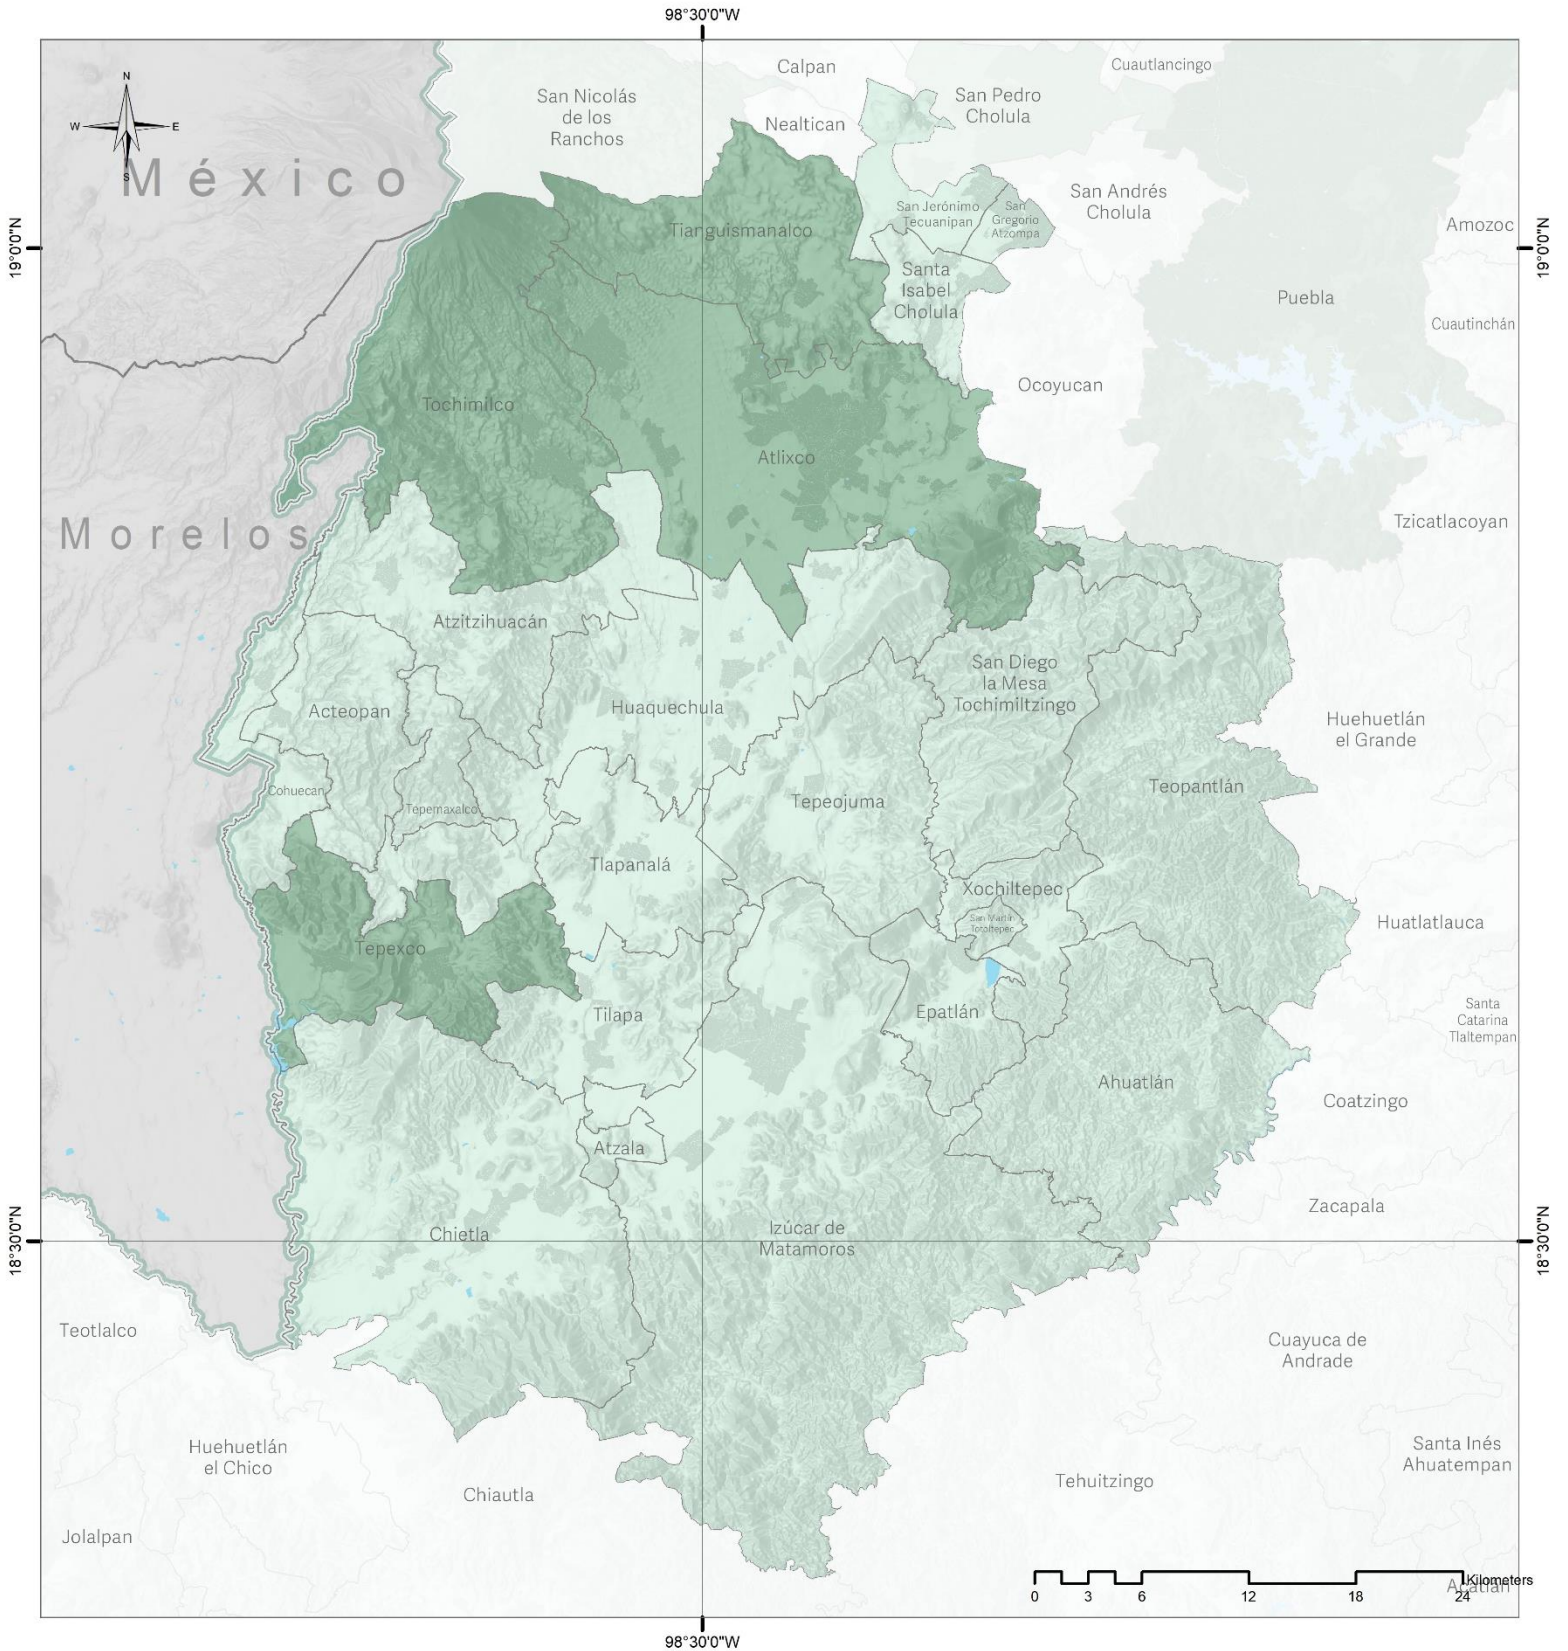 98°30'0"W
Calpan
Cuautlancingo
San Nicolás
de los
Ranchos
San Pedro
Cholula
Nealtican
N
W
E
S
México
San Andrés
Cholula
San Jerónimo
Tecuanipan
San
Gregorio
Atzompa
Tianguismanalco
Amozoc
19°0'0"N
19°0'0"N
Santa
Isabel
Cholula
Puebla
Cuautinchán
Ocoyucan
Tochimilco
Atlixco
Morelos
Tzicatlacoyan
Atzitzihuacán
San Diego
la Mesa
Tochimiltzingo
Acteopan
Huaquechula
Huehuetlán
el Grande
Cohuecan
Tepemaxalco
Tepeojuma
Teopantlán
Tlapanalá
Xochiltepec
San Martín
Totoltepec
Huatlatlauca
Tepexco
Tilapa
Epatlán
Santa
Catarina
Tlaltempan
Ahuatlán
Coatzingo
Atzala
Zacapala
Chietla
Izúcar de
Matamoros
18°30'0"N
18°30'0"N
Teotlalco
Cuayuca de
Andrade
Huehuetlán
el Chico
Santa Inés
Ahuatempan
Chiautla
Tehuitzingo
Jolalpan
Kilometers
Acatlán
0 3 6 12 18 24
98°30'0"W